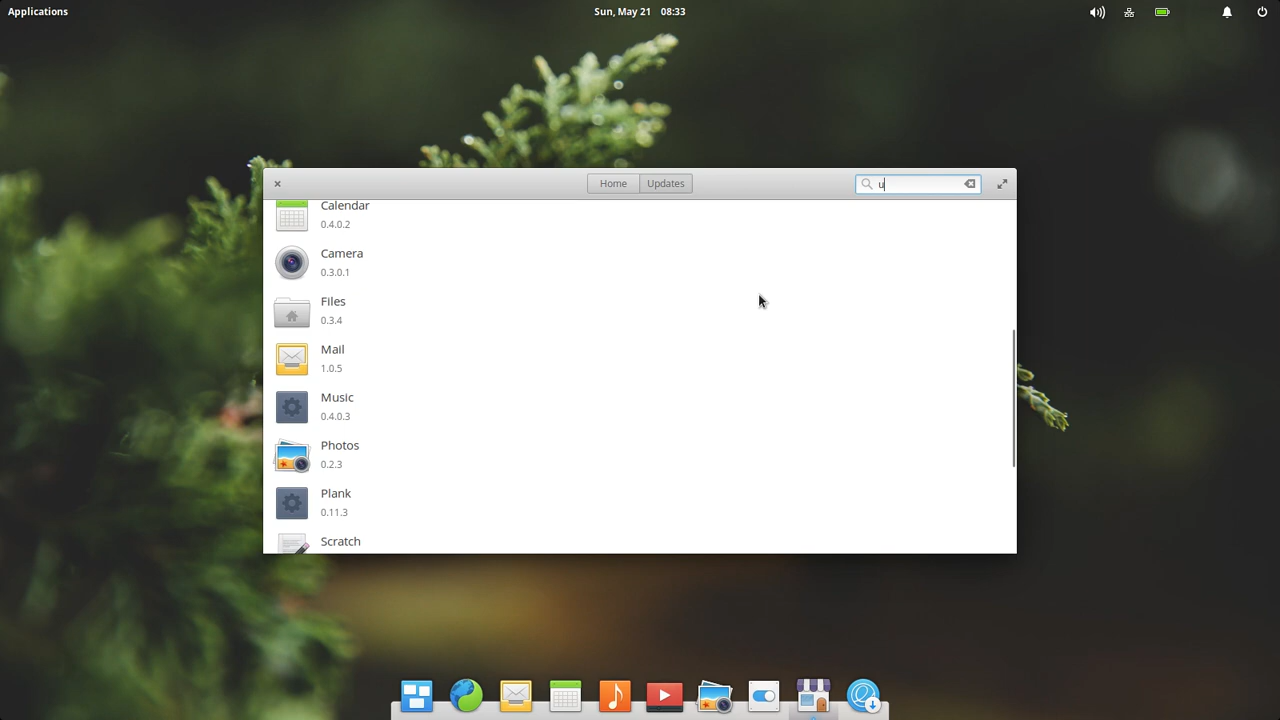 Applications
Sun, May 21 08:33
Home
Updates
u
Calendar
0.4.0.2
Camera
0.3.0.1
Files
0.3.4
Mail
1.0.5
Music
0.4.0.3
Photos
0.2.3
Plank
0.11.3
Scratch